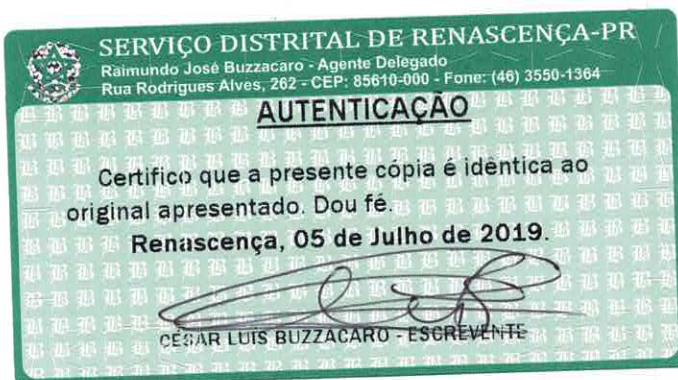 SERVIÇO DISTRITAL DE RENASCENÇA-PR
Raimundo José Buzzacaro - Agente Delegado
Rua Rodrigues Alves, 262 - CEP: 85610-000 - Fone: (46) 3550-1364
AUTENTICAÇÃO
Certifico que a presente cópia é identica ao
original apresentado. Dou fé.
Renascença, 05 de Julho de 2019.
CÉSAR LUÍS BUZZACARO - ESCREVENTE